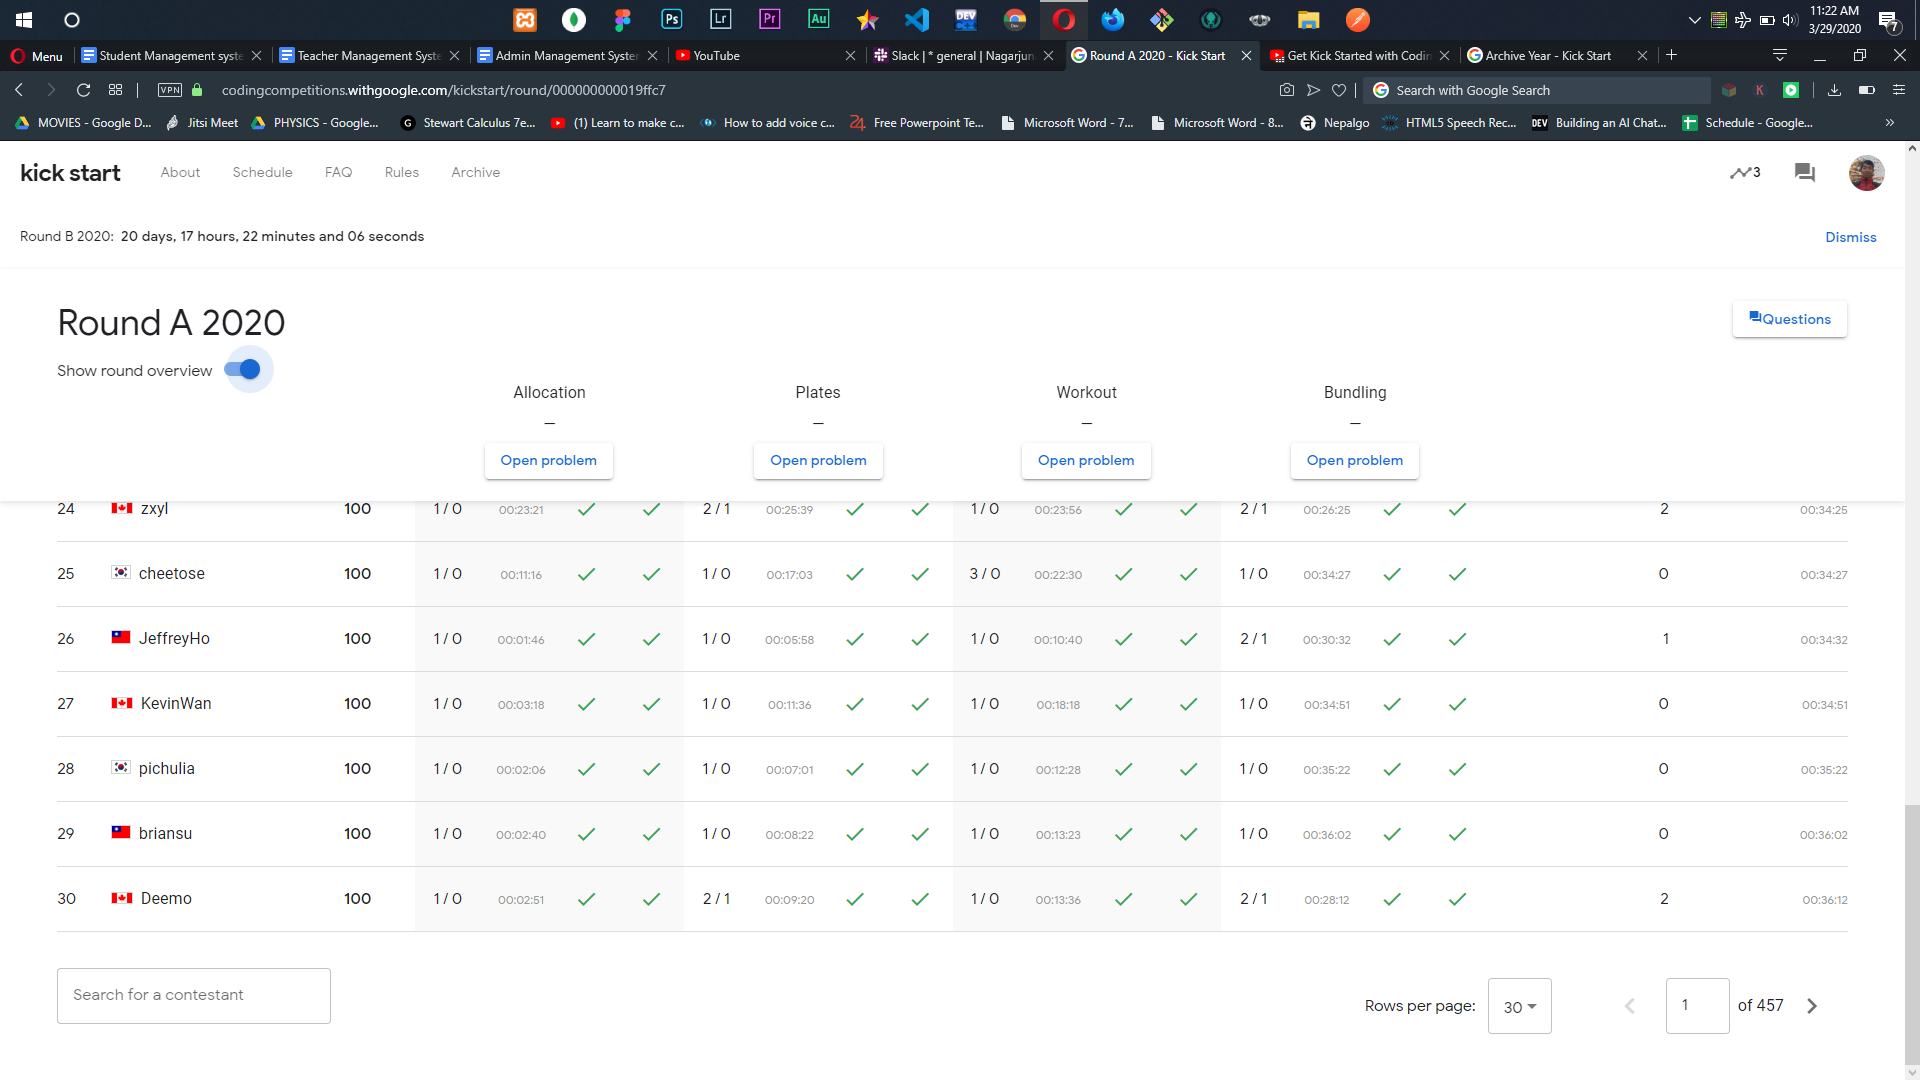 Ps Lr Pr Au DEV Dev
11:22 AM
3/29/2020
7
Menu Student Management syste Teacher Management Syste Admin Management System YouTube Slack | * general | Nagarjun Round A 2020 - Kick Start Get Kick Started with Codin Archive Year - Kick Start
VPN codingcompetitions.withgoogle.com/kickstart/round/000000000019ffc7 Search with Google Search
MOVIES - Google D... Jitsi Meet PHYSICS - Google... Stewart Calculus 7e... (1) Learn to make c... How to add voice c... Free Powerpoint Te... Microsoft Word - 7... Microsoft Word - 8... Nepalgo HTML5 Speech Rec... DEV Building an AI Chat... Schedule - Google... »
kick start About Schedule FAQ Rules Archive 3
Round B 2020: 20 days, 17 hours, 22 minutes and 06 seconds Dismiss
Round A 2020 Questions
Show round overview
Allocation Plates Workout Bundling
– – – –
Open problem Open problem Open problem Open problem
24 zxyl 100 1 / 0 00:23:21 2 / 1 00:25:39 1 / 0 00:23:56 2 / 1 00:26:25 2 00:34:25
25 cheetose 100 1 / 0 00:11:16 1 / 0 00:17:03 3 / 0 00:22:30 1 / 0 00:34:27 0 00:34:27
26 JeffreyHo 100 1 / 0 00:01:46 1 / 0 00:05:58 1 / 0 00:10:40 2 / 1 00:30:32 1 00:34:32
27 KevinWan 100 1 / 0 00:03:18 1 / 0 00:11:36 1 / 0 00:18:18 1 / 0 00:34:51 0 00:34:51
28 pichulia 100 1 / 0 00:02:06 1 / 0 00:07:01 1 / 0 00:12:28 1 / 0 00:35:22 0 00:35:22
29 briansu 100 1 / 0 00:02:40 1 / 0 00:08:22 1 / 0 00:13:23 1 / 0 00:36:02 0 00:36:02
30 Deemo 100 1 / 0 00:02:51 2 / 1 00:09:20 1 / 0 00:13:36 2 / 1 00:28:12 2 00:36:12
Search for a contestant
Rows per page: 30 1 of 457